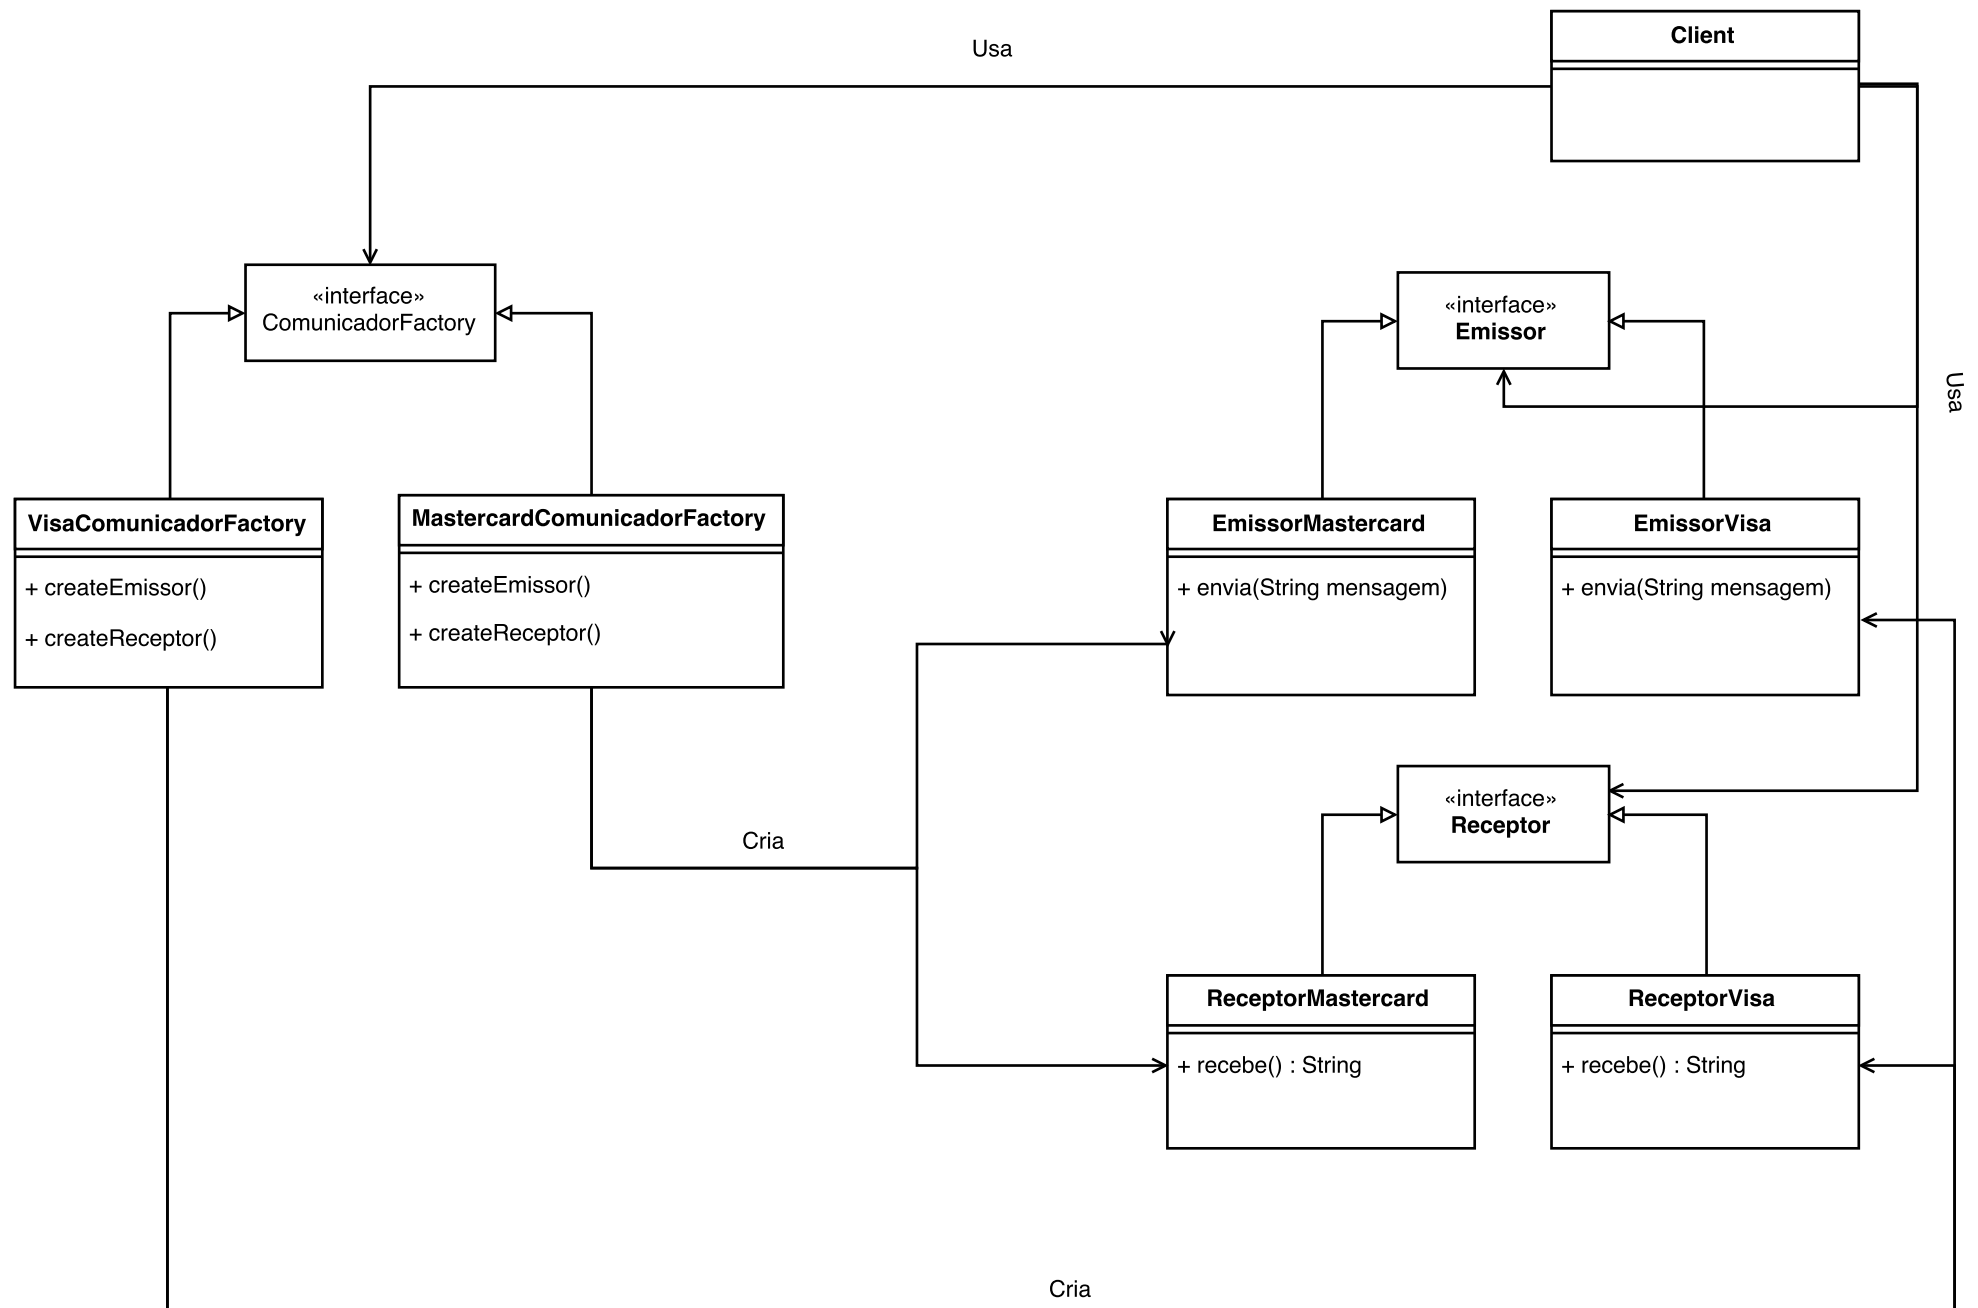 Client
Usa
«interface»
ComunicadorFactory
«interface»
Emissor
Usa
VisaComunicadorFactory
+ createEmissor()
+ createReceptor()
MastercardComunicadorFactory
+ createEmissor()
+ createReceptor()
EmissorMastercard
+ envia(String mensagem)
EmissorVisa
+ envia(String mensagem)
«interface»
Receptor
Cria
ReceptorMastercard
+ recebe() : String
ReceptorVisa
+ recebe() : String
Cria